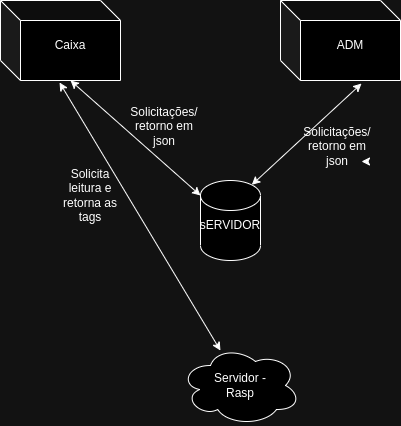 Caixa
ADM
Solicitações/
retorno em
json
Solicitações/
retorno em
json
Solicita
leitura e
retorna as
tags
sERVIDOR
Servidor -
Rasp